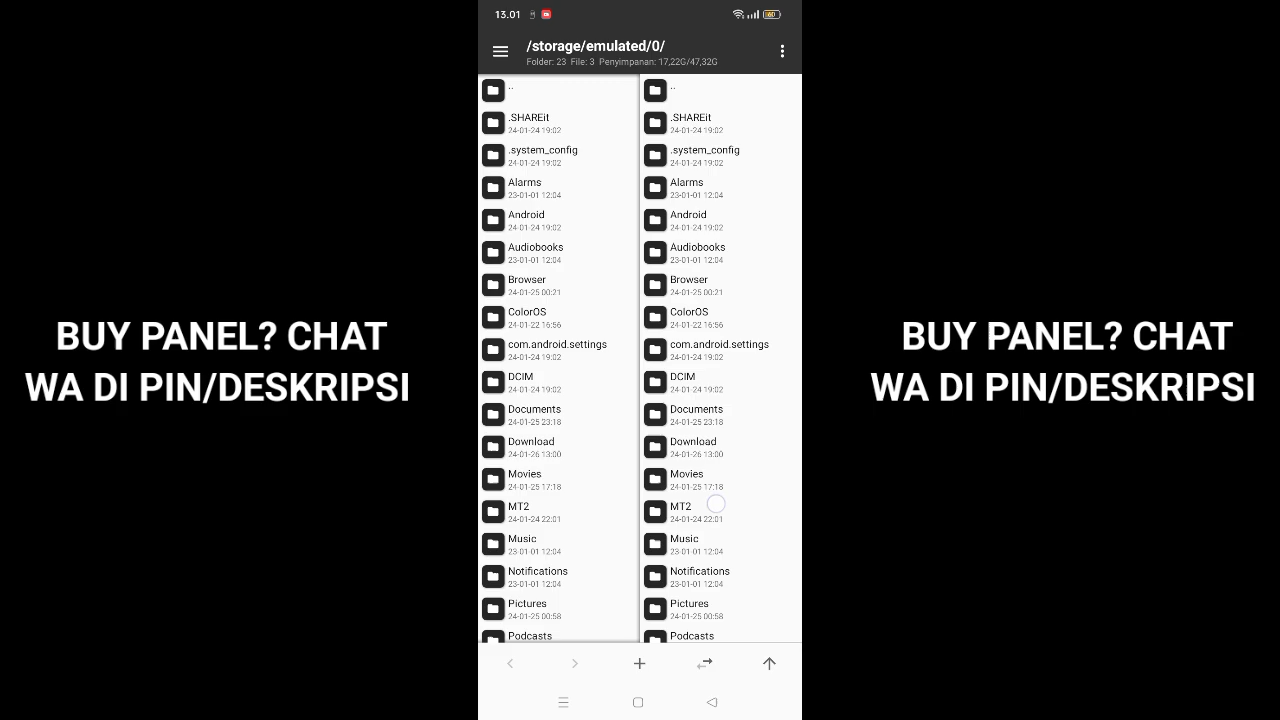 13.01
/storage/emulated/0/
Folder: 23 File: 3 Penyimpanan: 17,22G/47,32G
..
.SHAREit
24-01-24 19:02
.system_config
24-01-24 19:02
Alarms
23-01-01 12:04
Android
24-01-24 19:02
Audiobooks
23-01-01 12:04
Browser
24-01-25 00:21
ColorOS
24-01-22 16:56
com.android.settings
24-01-24 19:02
DCIM
24-01-24 19:02
Documents
24-01-25 23:18
Download
24-01-26 13:00
Movies
24-01-25 17:18
MT2
24-01-24 22:01
Music
23-01-01 12:04
Notifications
23-01-01 12:04
Pictures
24-01-25 00:58
Podcasts
..
.SHAREit
24-01-24 19:02
.system_config
24-01-24 19:02
Alarms
23-01-01 12:04
Android
24-01-24 19:02
Audiobooks
23-01-01 12:04
Browser
24-01-25 00:21
ColorOS
24-01-22 16:56
com.android.settings
24-01-24 19:02
DCIM
24-01-24 19:02
Documents
24-01-25 23:18
Download
24-01-26 13:00
Movies
24-01-25 17:18
MT2
24-01-24 22:01
Music
23-01-01 12:04
Notifications
23-01-01 12:04
Pictures
24-01-25 00:58
Podcasts
BUY PANEL? CHAT
WA DI PIN/DESKRIPSI
BUY PANEL? CHAT
WA DI PIN/DESKRIPSI